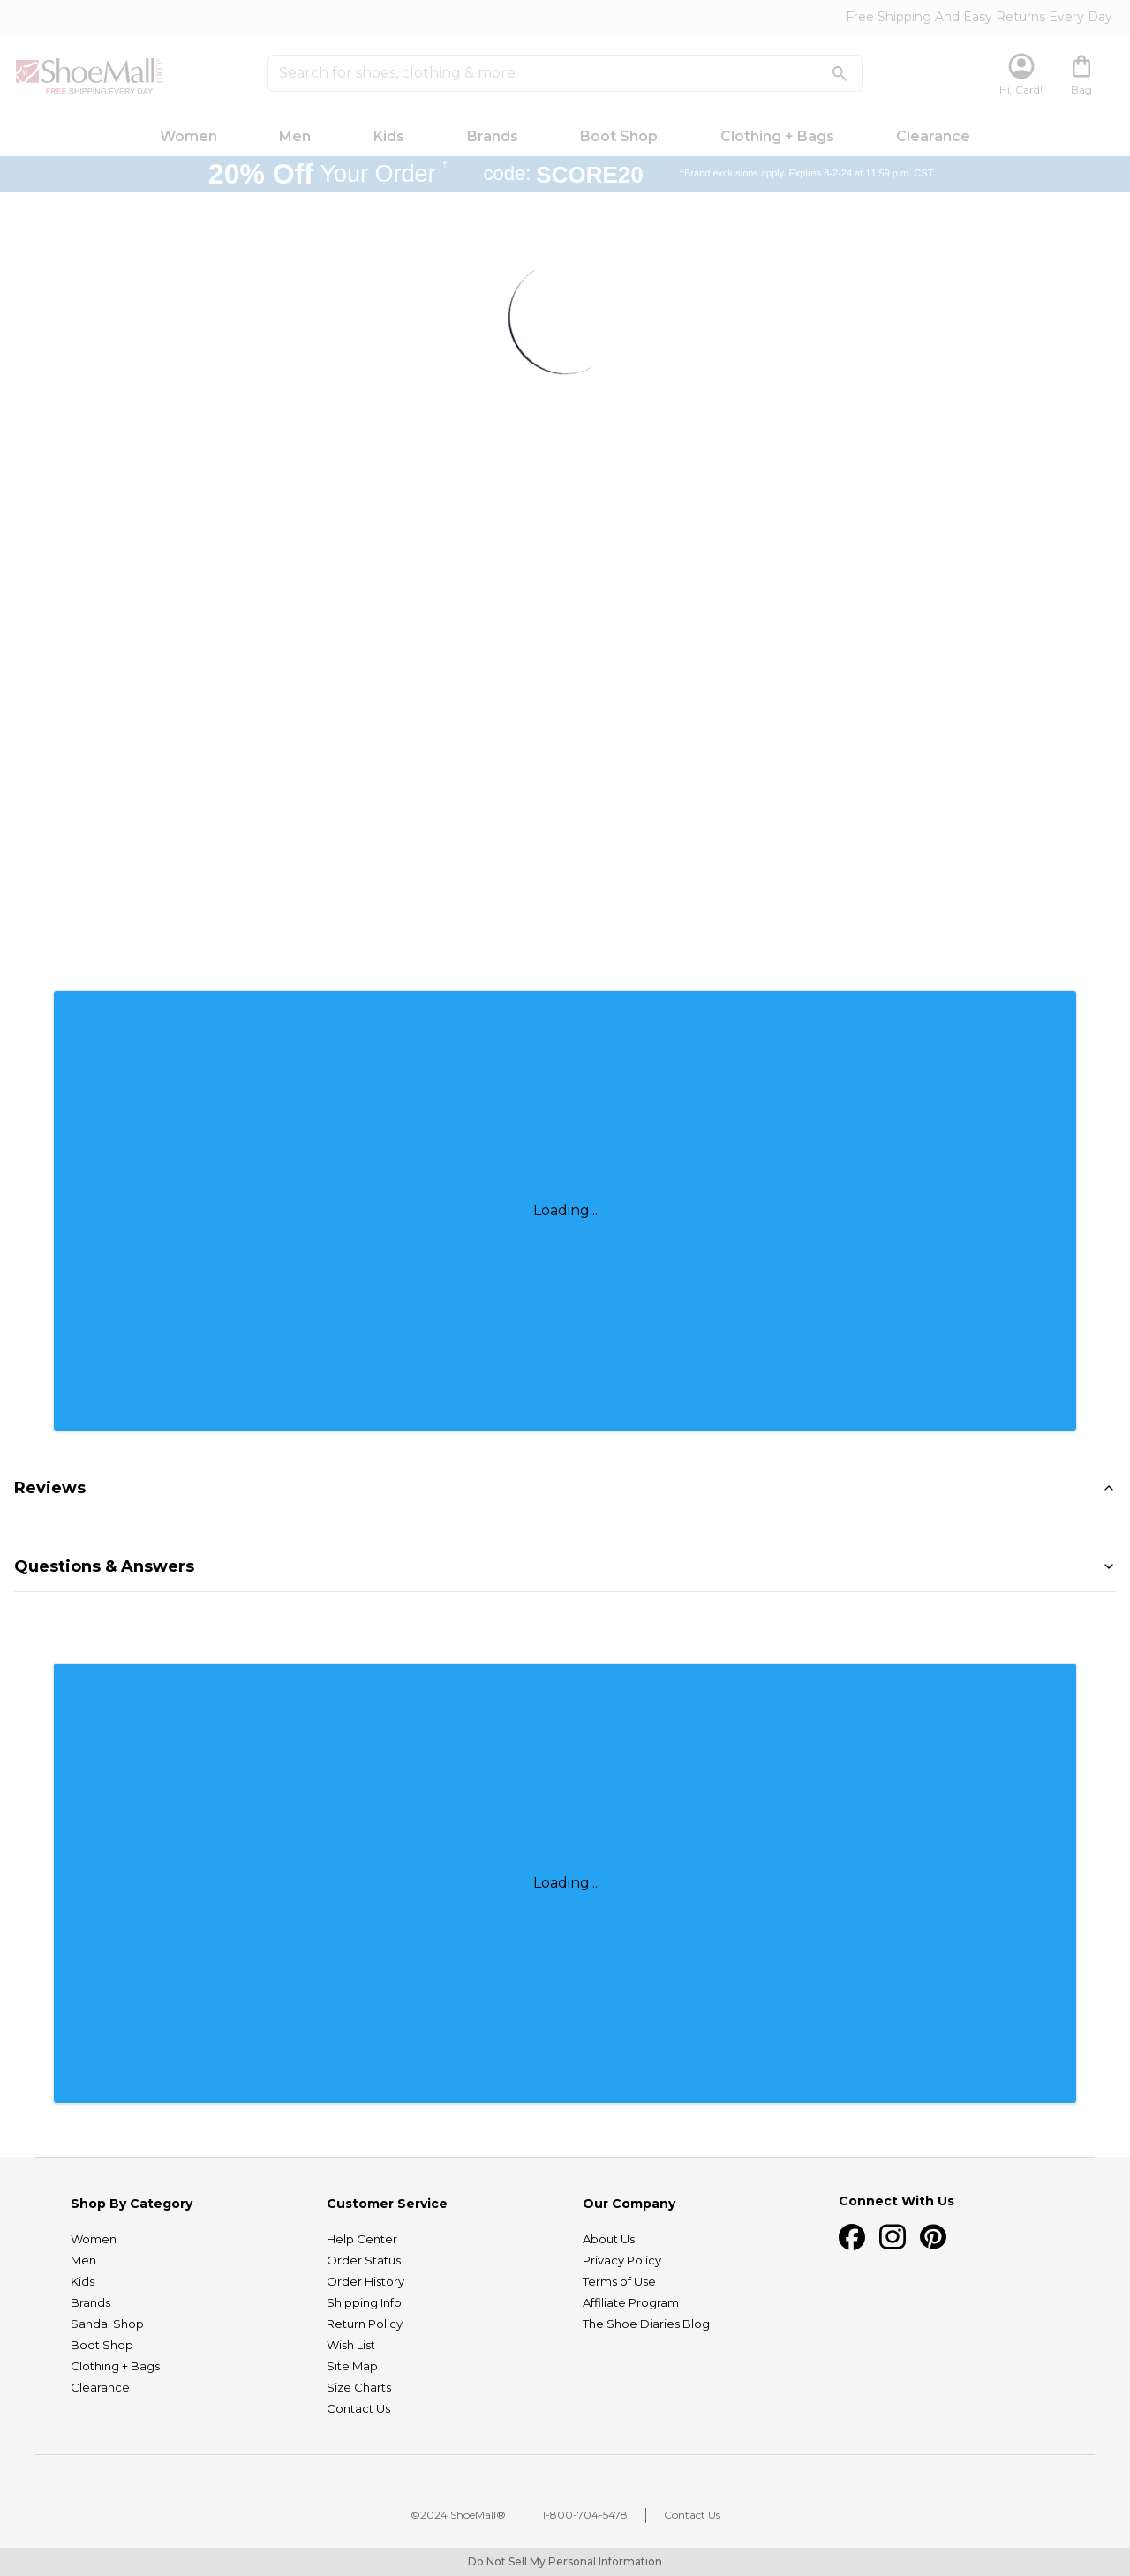 Free Shipping And Easy Returns Every Day
ShoeMall.com
FREE SHIPPING EVERY DAY
Search for shoes, clothing & more
Hi, Card!
Bag
Women Men Kids Brands Boot Shop Clothing + Bags Clearance
20% Off Your Order † code: SCORE20 †Brand exclusions apply. Expires 8-2-24 at 11:59 p.m. CST.
Loading...
Reviews
Questions & Answers
Loading...
Shop By Category
Women
Men
Kids
Brands
Sandal Shop
Boot Shop
Clothing + Bags
Clearance
Customer Service
Help Center
Order Status
Order History
Shipping Info
Return Policy
Wish List
Site Map
Size Charts
Contact Us
Our Company
About Us
Privacy Policy
Terms of Use
Affiliate Program
The Shoe Diaries Blog
Connect With Us
©2024 ShoeMall® 1-800-704-5478 Contact Us
Do Not Sell My Personal Information